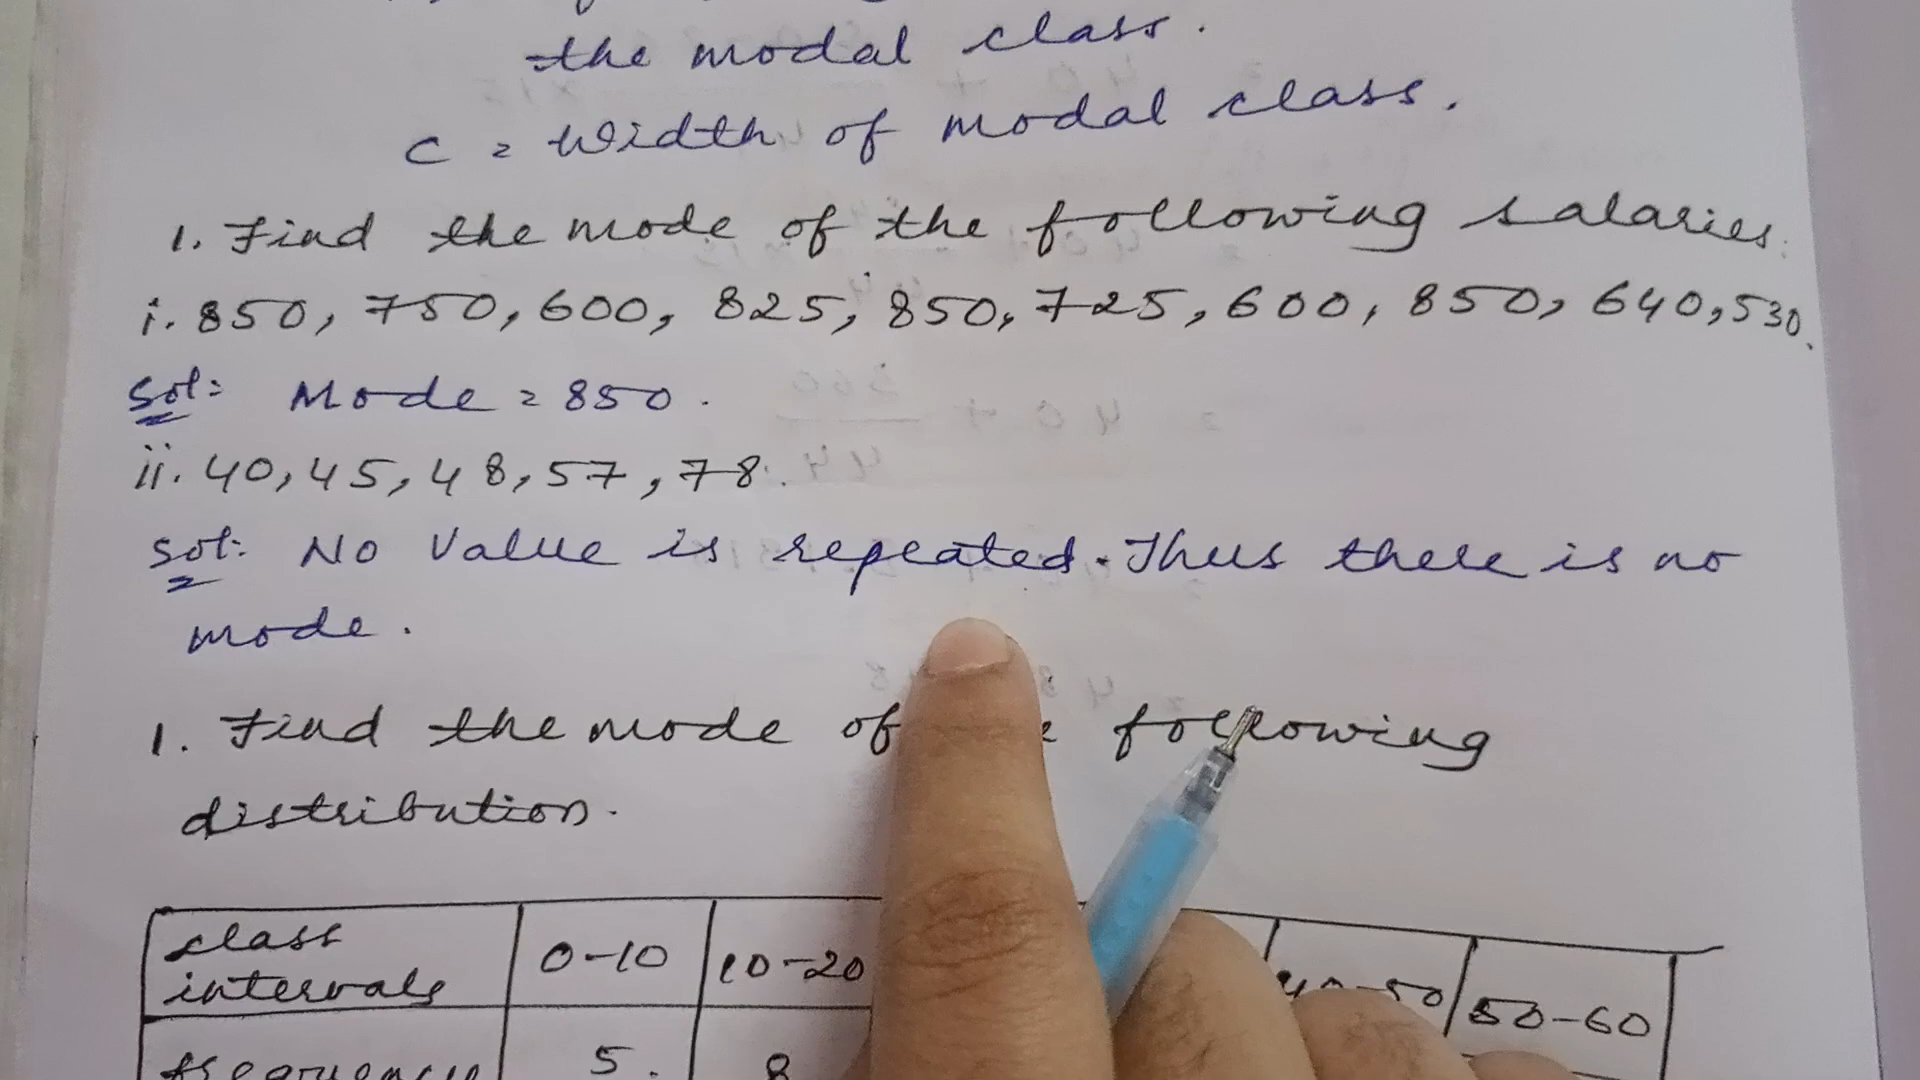 the modal class.
c = Width of modal class.
1. Find the mode of the following salaries.
i. 850, 750, 600, 825, 850, 725, 600, 850, 640, 530.
Sol: Mode = 850.
ii. 40, 45, 48, 57, 78.
Sol: No Value is repeated. Thus there is no
mode.
1. Find the mode of following
distribution.
class
intervals 0-10 10-20 40-50 50-60
5. 8